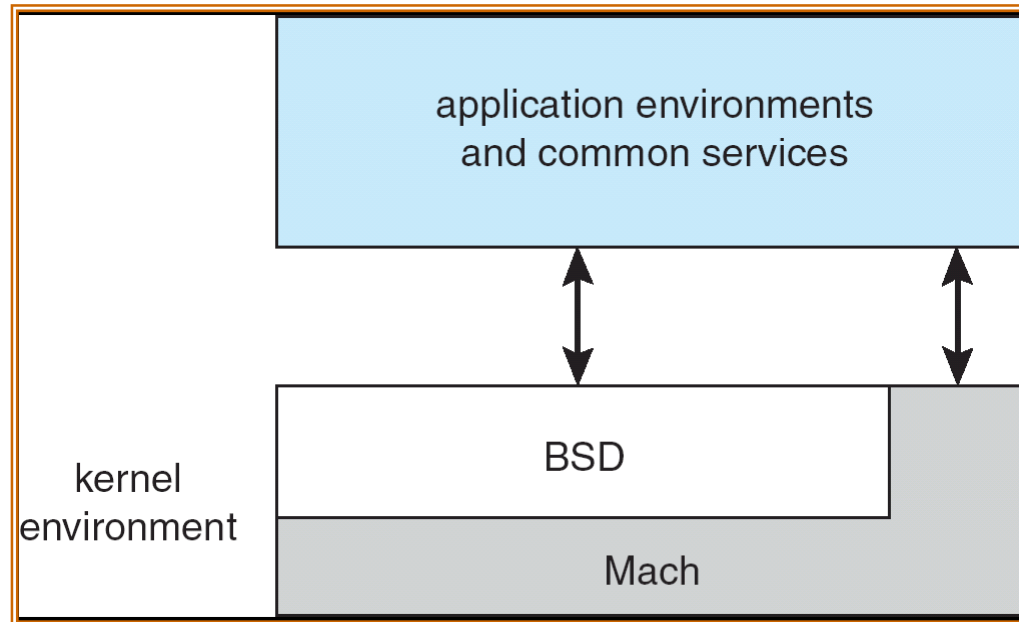 application environments
and common services
BSD
kernel
environment
Mach